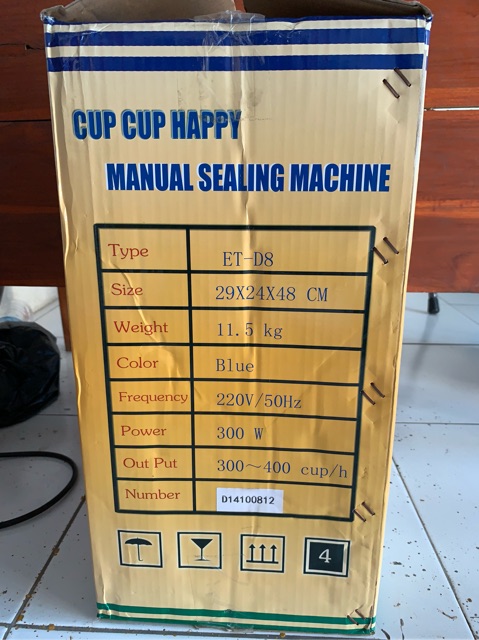 CUP CUP HAPPY
MANUAL SEALING MACHINE
Type ET-D8
Size 29X24X48 CM
Weight 11.5 kg
Color Blue
Frequency 220V/50Hz
Power 300 W
Out Put 300～400 cup/h
Number D14100812
4